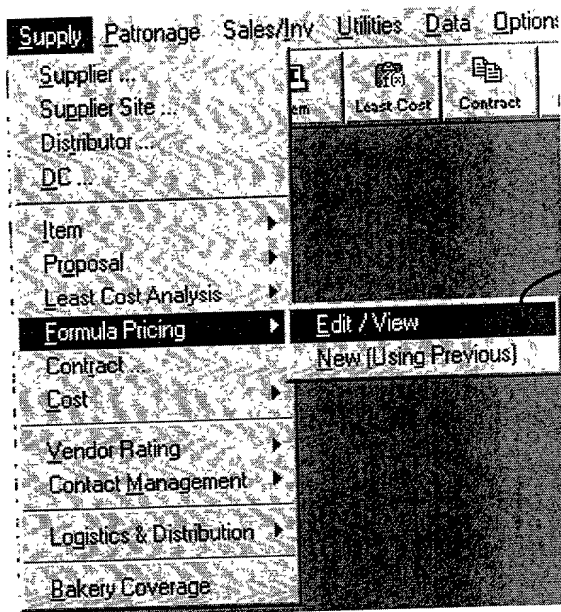 Supply Patronage Sales/Inv Utilities Data Options
Supplier ...
Supplier Site ...
Distributor ...
DC ...
Least Cost
Contract
Item
Proposal
Least Cost Analysis
Formula Pricing
Edit / View
New (Using Previous)
Contract ...
Cost
Vendor Rating
Contact Management
Logistics & Distribution
Bakery Coverage